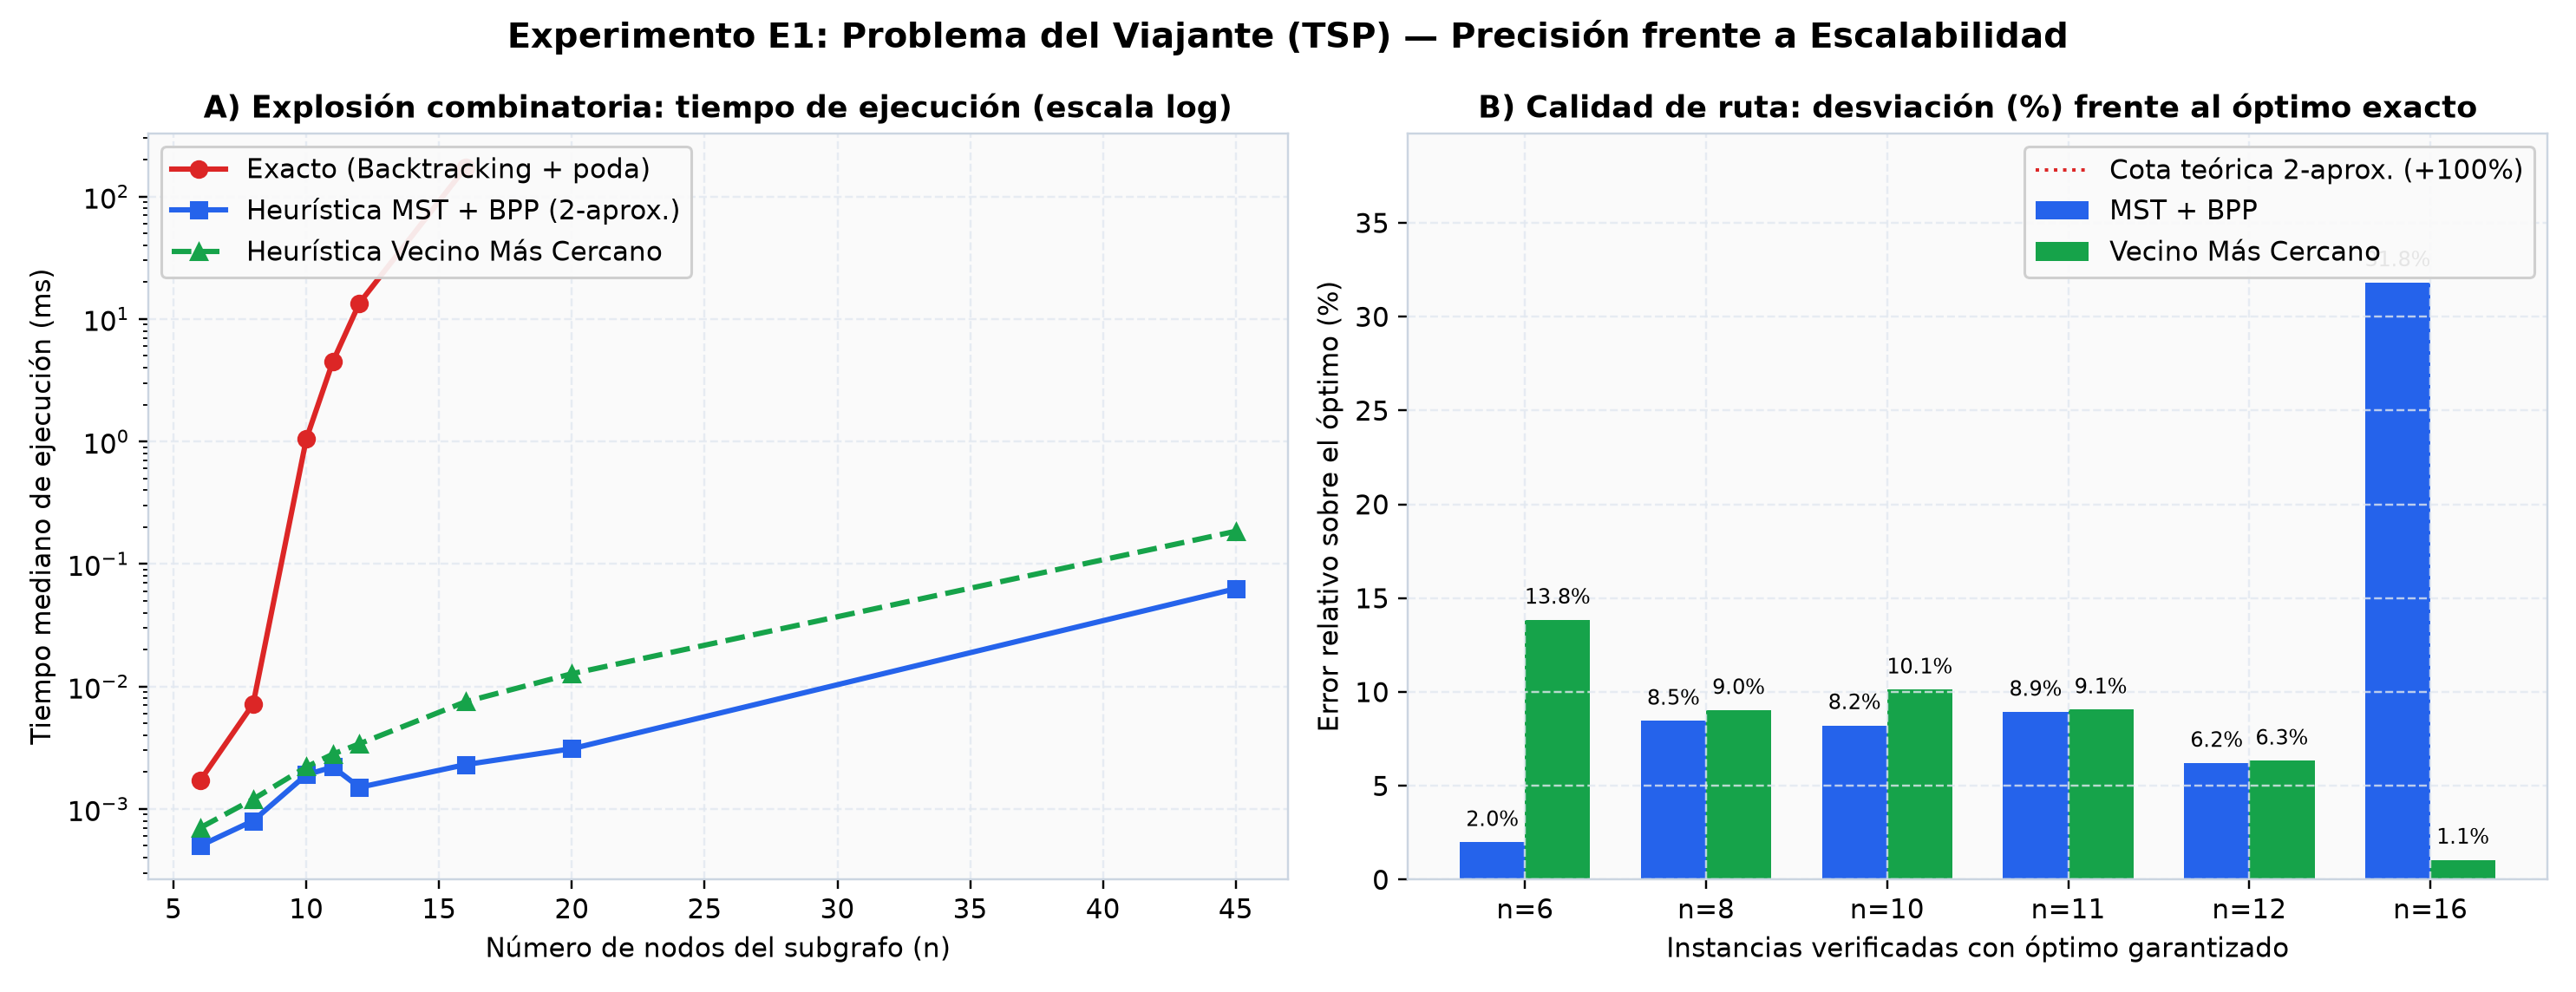 Experimento E1: Problema del Viajante (TSP) — Precisión frente a Escalabilidad
A) Explosión combinatoria: tiempo de ejecución (escala log)
Exacto (Backtracking + poda)
Heurística MST + BPP (2-aprox.)
Heurística Vecino Más Cercano
Tiempo mediano de ejecución (ms)
10²
10¹
10⁰
10⁻¹
10⁻²
10⁻³
5 10 15 20 25 30 35 40 45
Número de nodos del subgrafo (n)
B) Calidad de ruta: desviación (%) frente al óptimo exacto
Cota teórica 2-aprox. (+100%)
MST + BPP
Vecino Más Cercano
Error relativo sobre el óptimo (%)
35
30
25
20
15
10
5
0
2.0% 13.8%
8.5% 9.0%
8.2% 10.1%
8.9% 9.1%
6.2% 6.3%
31.8% 1.1%
n=6 n=8 n=10 n=11 n=12 n=16
Instancias verificadas con óptimo garantizado